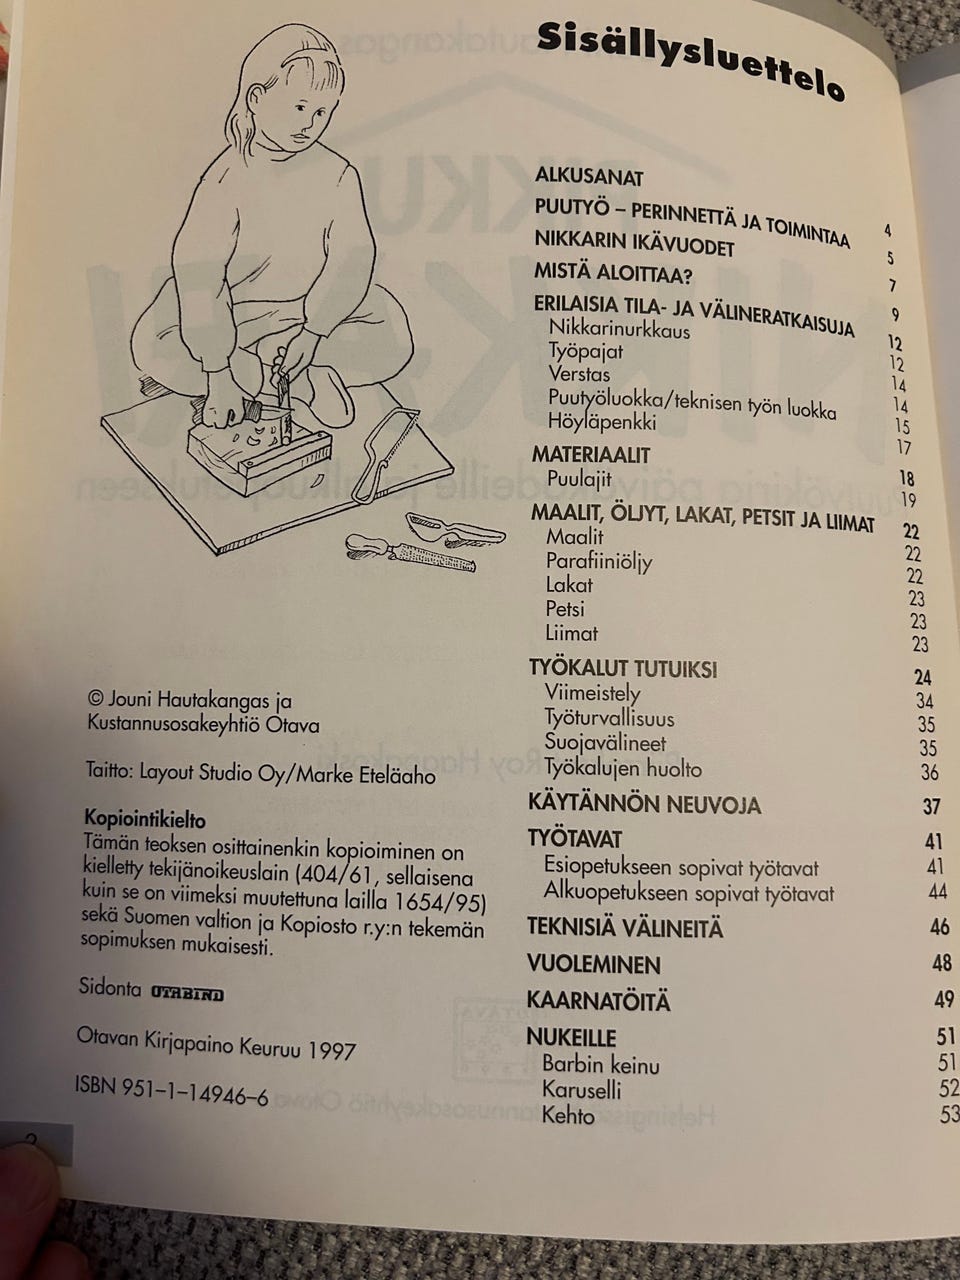 Sisällysluettelo
ALKUSANAT 4
PUUTYÖ – PERINNETTÄ JA TOIMINTAA 5
NIKKARIN IKÄVUODET 7
MISTÄ ALOITTAA? 9
ERILAISIA TILA- JA VÄLINERATKAISUJA 12
Nikkarinurkkaus 12
Työpajat 14
Verstas 14
Puutyöluokka/teknisen työn luokka 15
Höyläpenkki 17
MATERIAALIT 18
Puulajit 19
MAALIT, ÖLJYT, LAKAT, PETSIT JA LIIMAT 22
Maalit 22
Parafiiniöljy 22
Lakat 23
Petsi 23
Liimat 23
TYÖKALUT TUTUIKSI 24
Viimeistely 34
Työturvallisuus 35
Suojavälineet 35
Työkalujen huolto 36
KÄYTÄNNÖN NEUVOJA 37
TYÖTAVAT 41
Esiopetukseen sopivat työtavat 41
Alkuopetukseen sopivat työtavat 44
TEKNISIÄ VÄLINEITÄ 46
VUOLEMINEN 48
KAARNATÖITÄ 49
NUKEILLE 51
Barbin keinu 51
Karuselli 52
Kehto 53
© Jouni Hautakangas ja
Kustannusosakeyhtiö Otava
Taitto: Layout Studio Oy/Marke Eteläaho
Kopiointikielto
Tämän teoksen osittainenkin kopioiminen on
kielletty tekijänoikeuslain (404/61, sellaisena
kuin se on viimeksi muutettuna lailla 1654/95)
sekä Suomen valtion ja Kopiosto r.y:n tekemän
sopimuksen mukaisesti.
Sidonta OTABIND
Otavan Kirjapaino Keuruu 1997
ISBN 951–1–14946–6
2